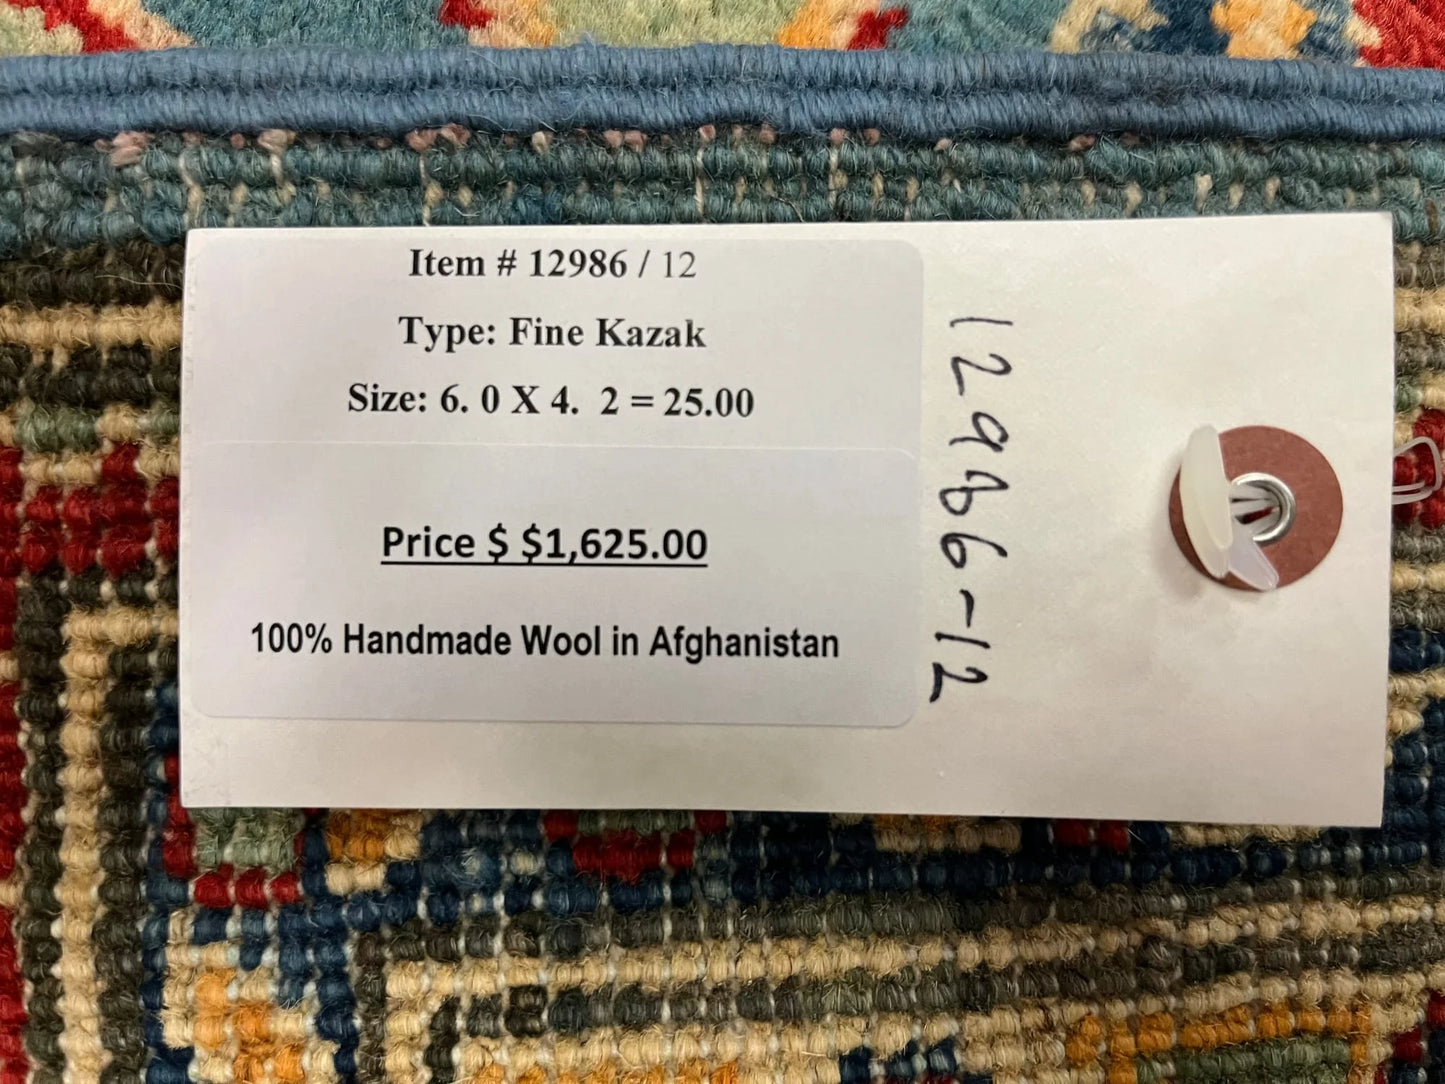 Item # 12986 / 12
Type: Fine Kazak
Size: 6. 0 X 4.  2 = 25.00
Price $ $1,625.00
100% Handmade Wool in Afghanistan
12986-12